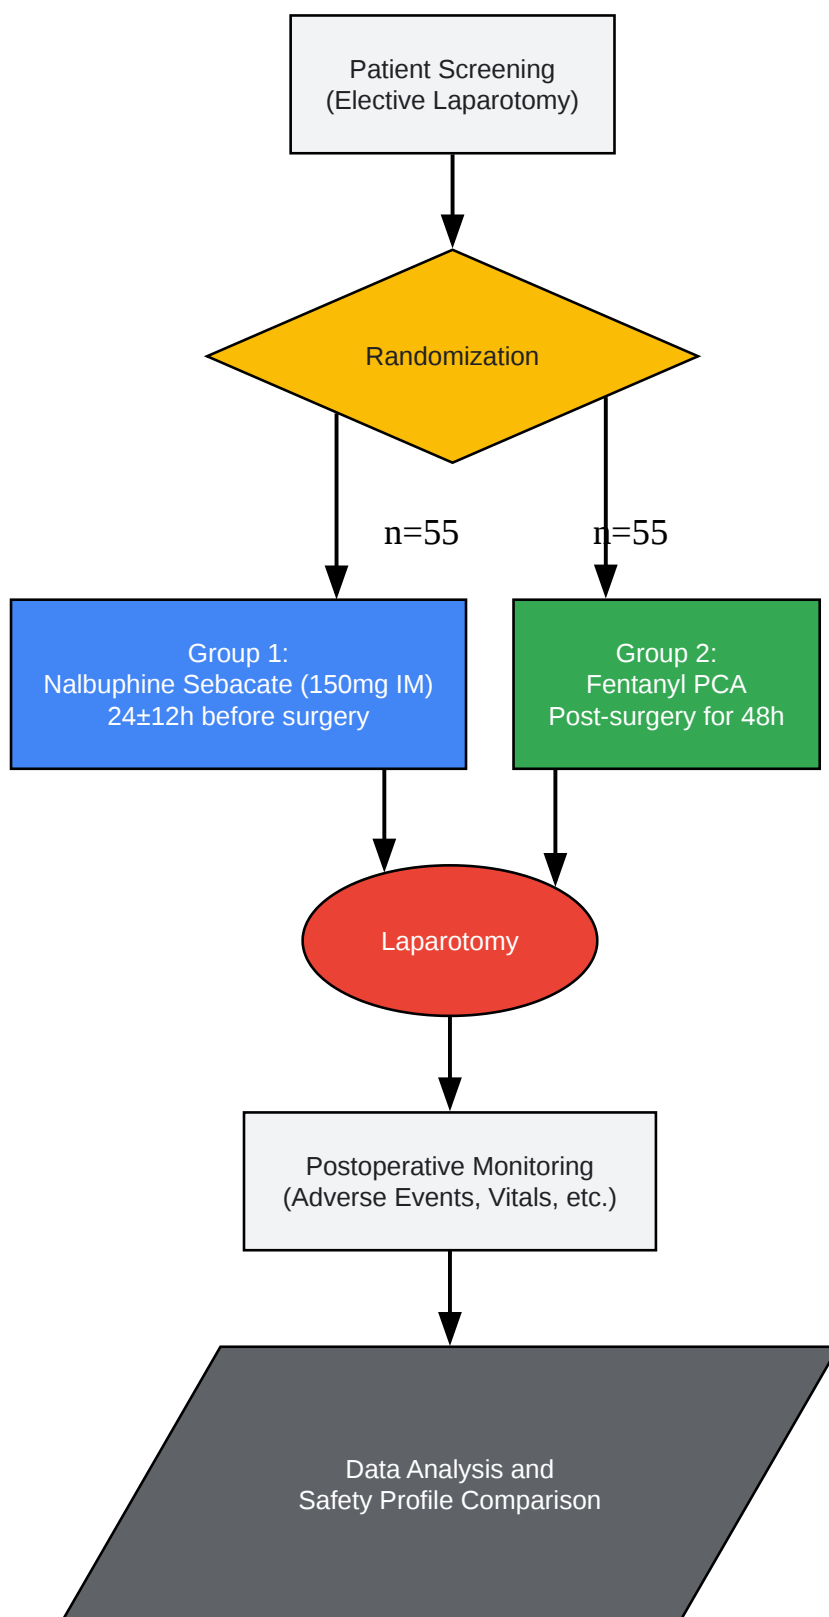 Patient Screening
(Elective Laparotomy)
Randomization
n=55
n=55
Group 1:
Nalbuphine Sebacate (150mg IM)
24±12h before surgery
Group 2:
Fentanyl PCA
Post-surgery for 48h
Laparotomy
Postoperative Monitoring
(Adverse Events, Vitals, etc.)
Data Analysis and
Safety Profile Comparison